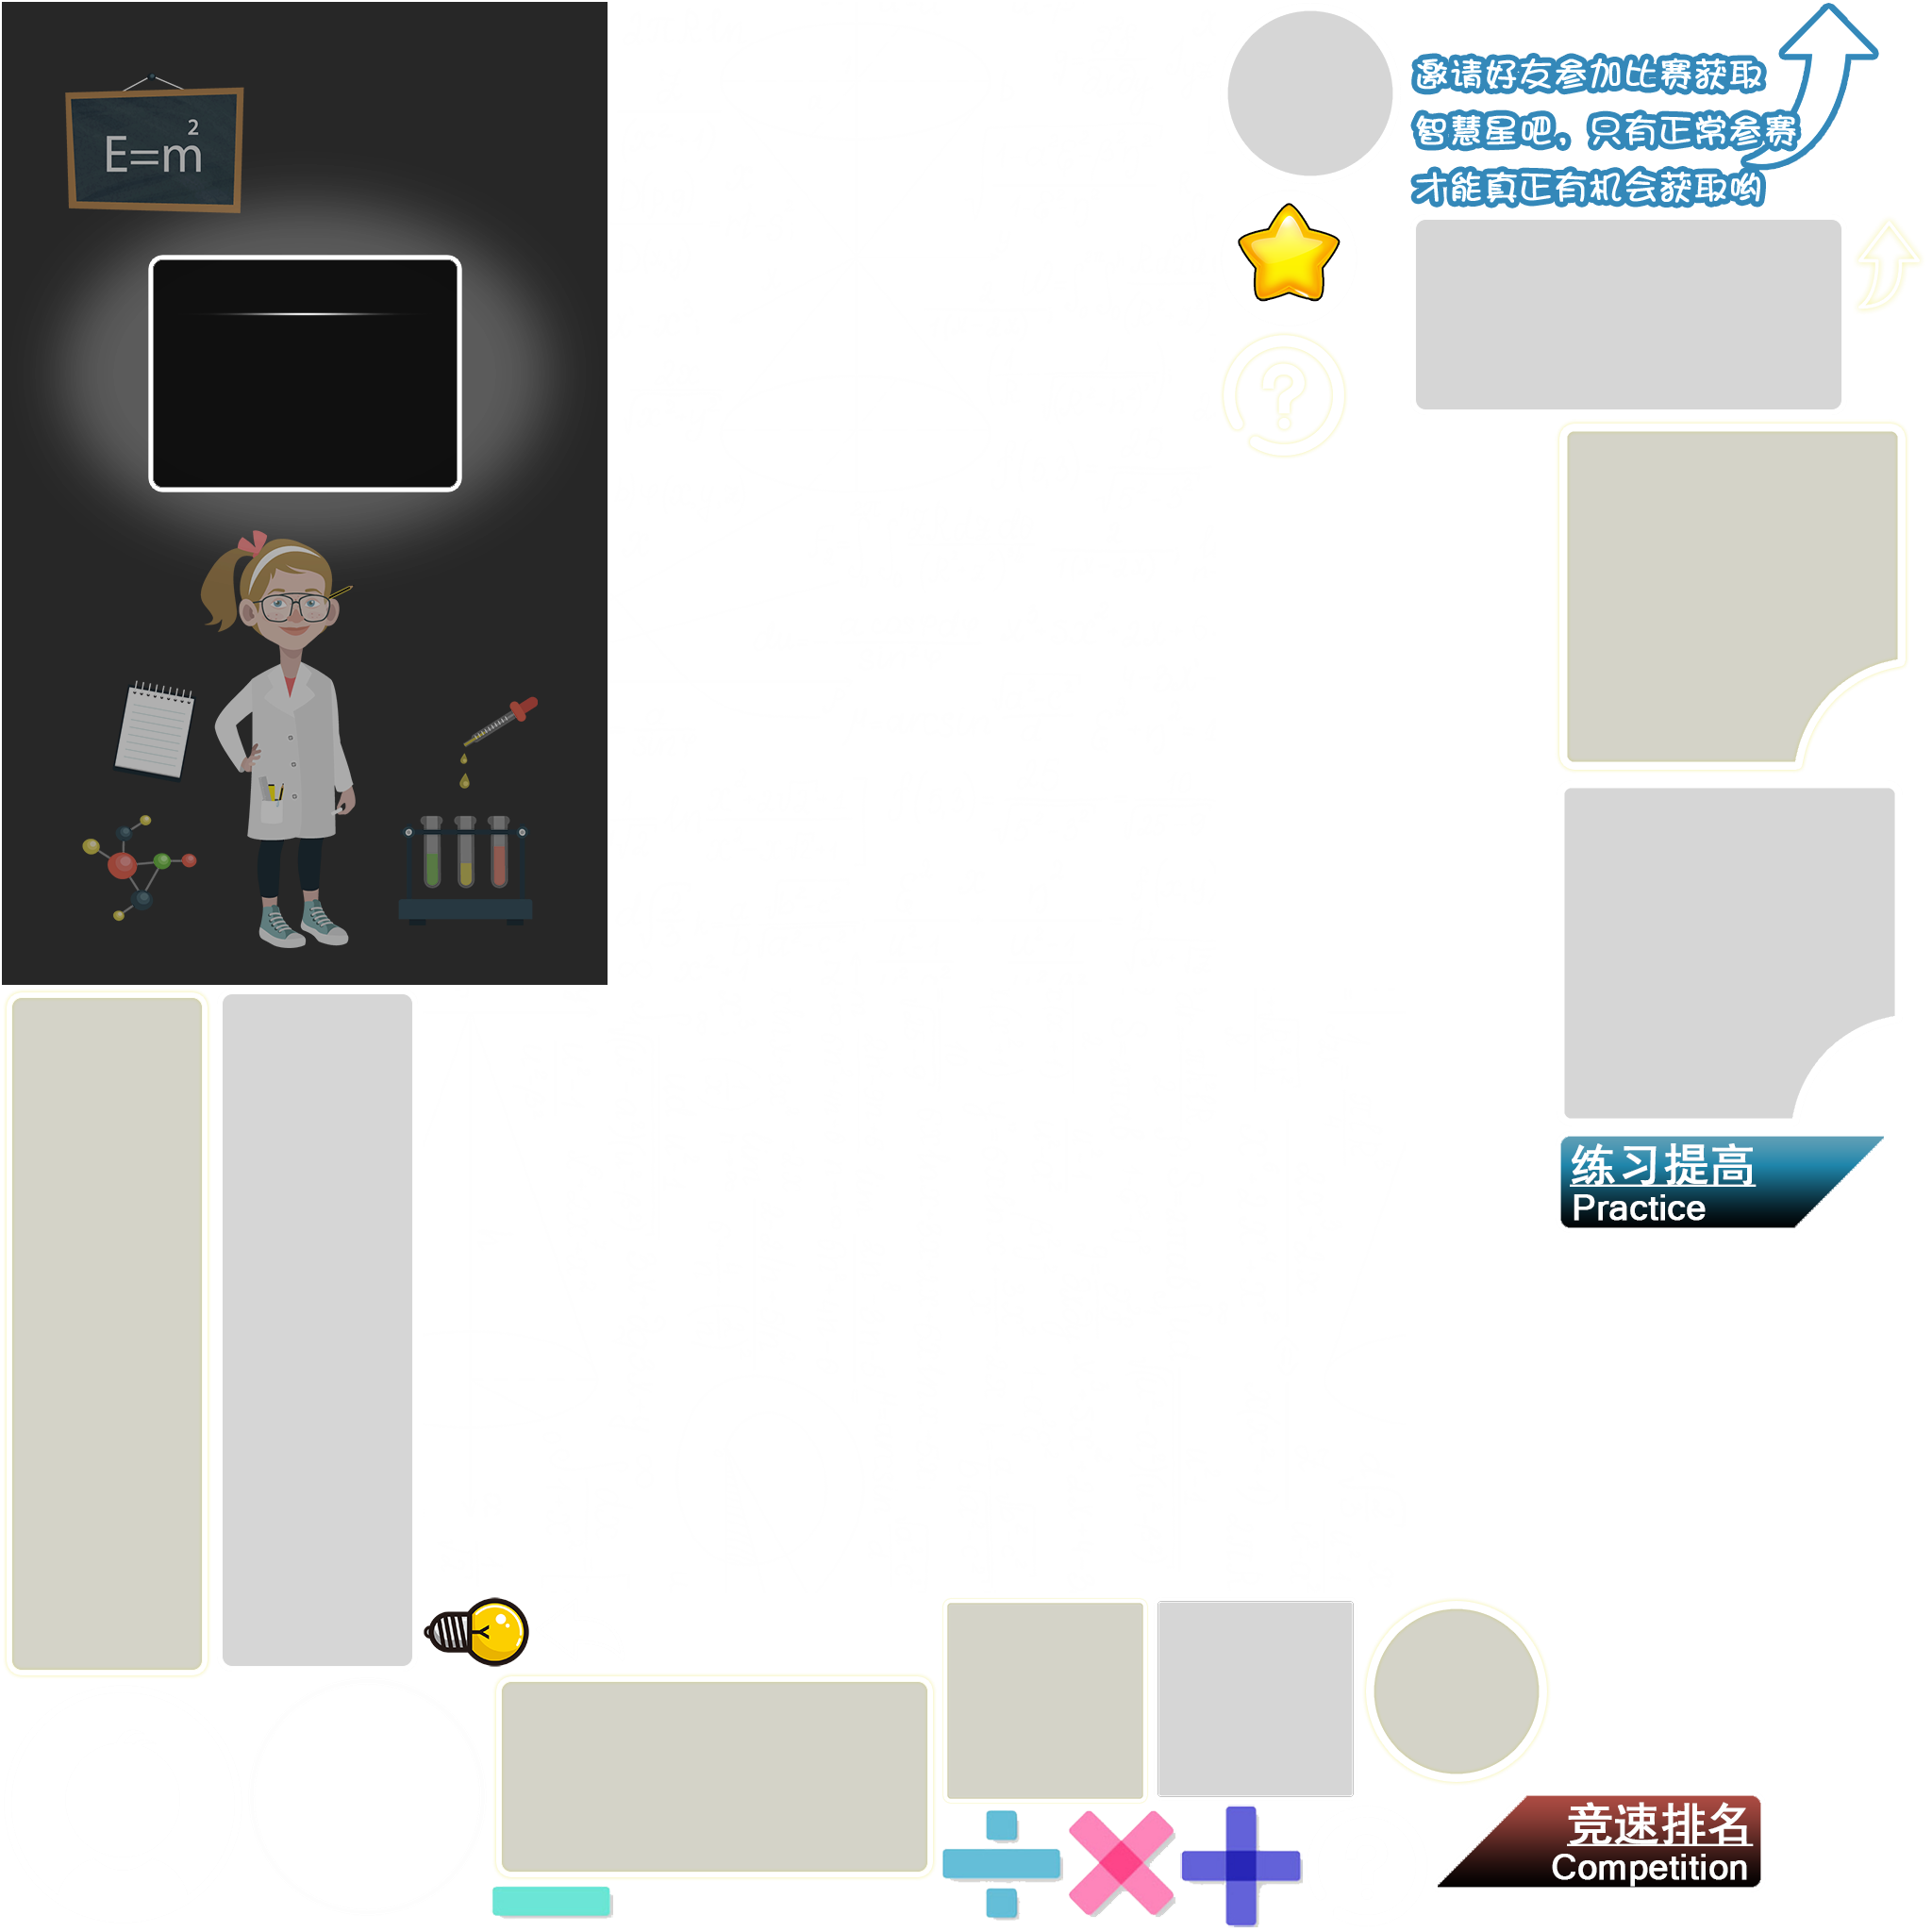 E=m²
邀请好友参加比赛获取
智慧星吧，只有正常参赛
才能真正有机会获取哟
?
练习提高
Practice
竞速排名
Competition